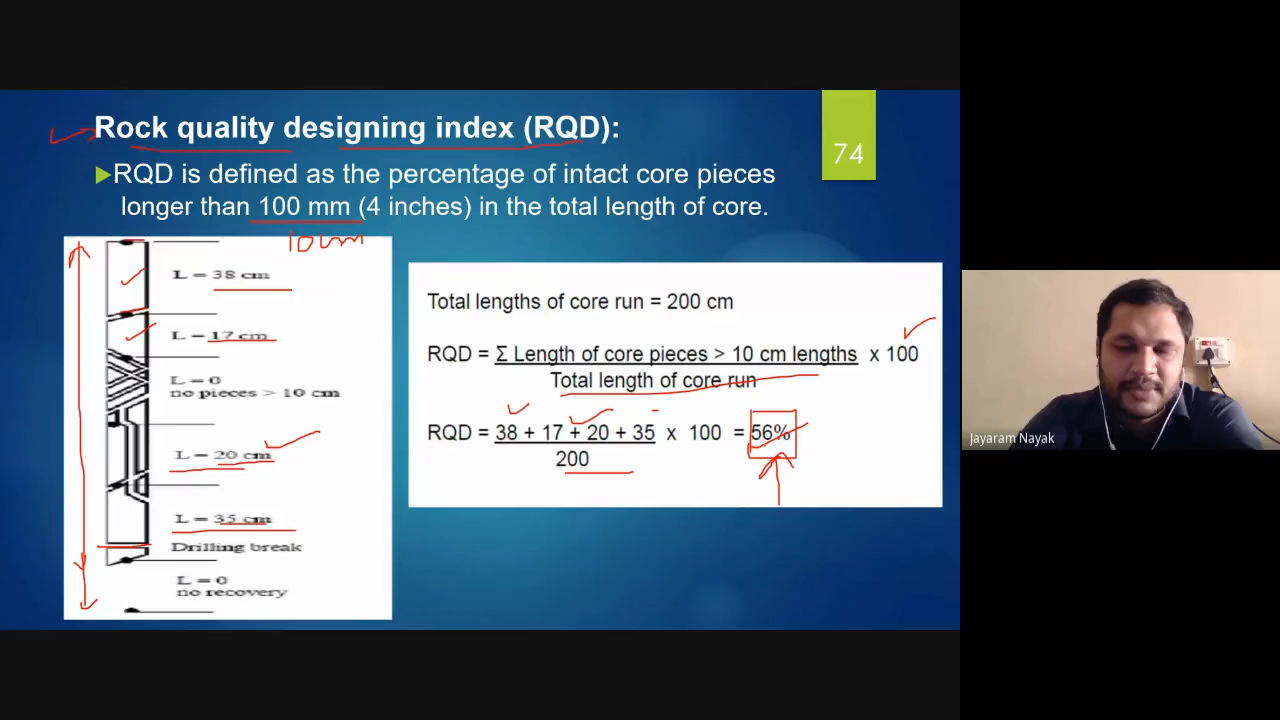 Rock quality designing index (RQD):
74
RQD is defined as the percentage of intact core pieces
longer than 100 mm (4 inches) in the total length of core.
10 cm
L = 38 cm
L = 17 cm
L = 0
no pieces > 10 cm
L = 20 cm
L = 35 cm
Drilling break
L = 0
no recovery
Total lengths of core run = 200 cm
RQD = Σ Length of core pieces > 10 cm lengths x 100
Total length of core run
RQD = 38 + 17 + 20 + 35 x 100 = 56%
200
Jayaram Nayak